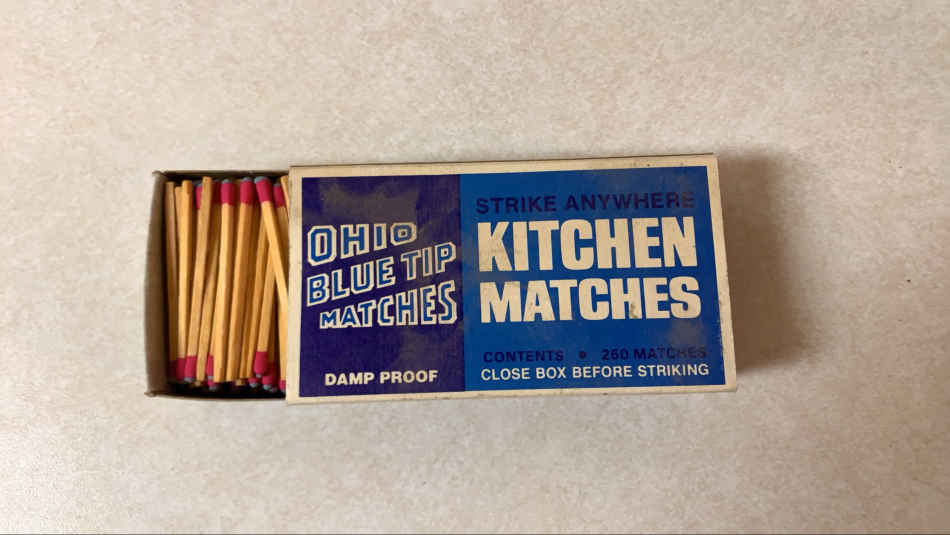 OHIO
BLUE TIP
MATCHES
DAMP PROOF
STRIKE ANYWHERE
KITCHEN
MATCHES
CONTENTS • 250 MATCHES
CLOSE BOX BEFORE STRIKING